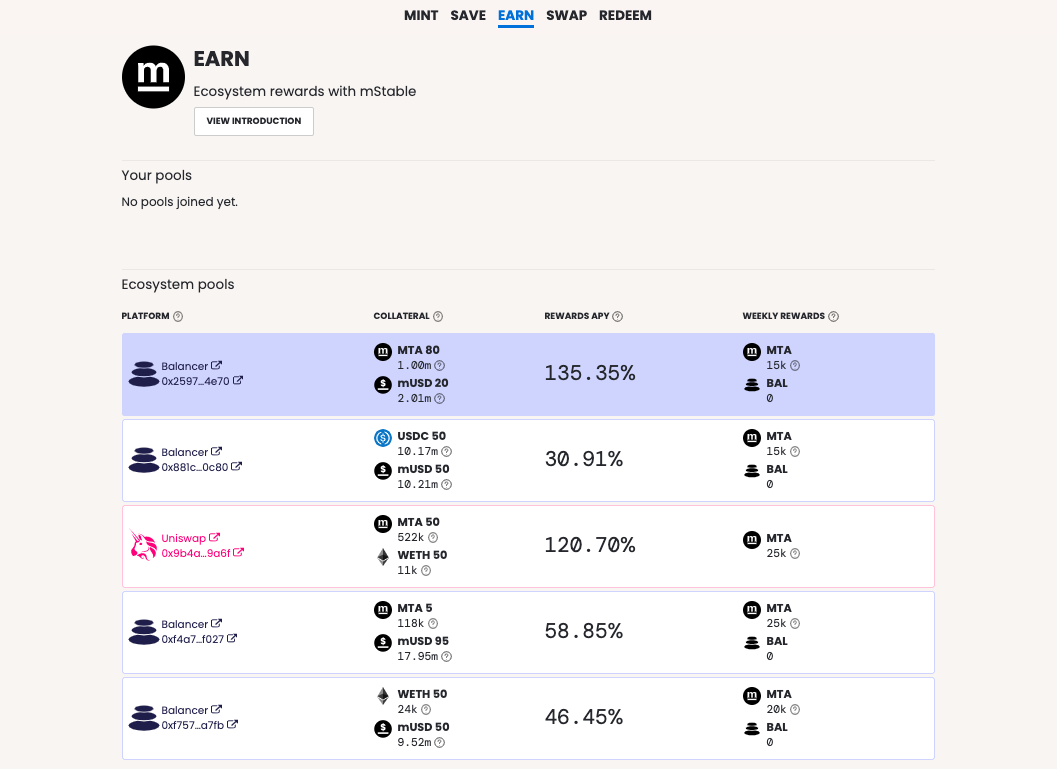 MINT SAVE EARN SWAP REDEEM
m
EARN
Ecosystem rewards with mStable
VIEW INTRODUCTION
Your pools
No pools joined yet.
Ecosystem pools
PLATFORM ? COLLATERAL ? REWARDS APY ? WEEKLY REWARDS ?
Balancer
0x2597...4e70
MTA 80
1.00m ?
mUSD 20
2.01m ?
135.35%
MTA
15k ?
BAL
0
Balancer
0x881c...0c80
USDC 50
10.17m ?
mUSD 50
10.21m ?
30.91%
MTA
15k ?
BAL
0
Uniswap
0x9b4a...9a6f
MTA 50
522k ?
WETH 50
11k ?
120.70%
MTA
25k ?
Balancer
0xf4a7...f027
MTA 5
118k ?
mUSD 95
17.95m ?
58.85%
MTA
25k ?
BAL
0
Balancer
0xf757...a7fb
WETH 50
24k ?
mUSD 50
9.52m ?
46.45%
MTA
20k ?
BAL
0